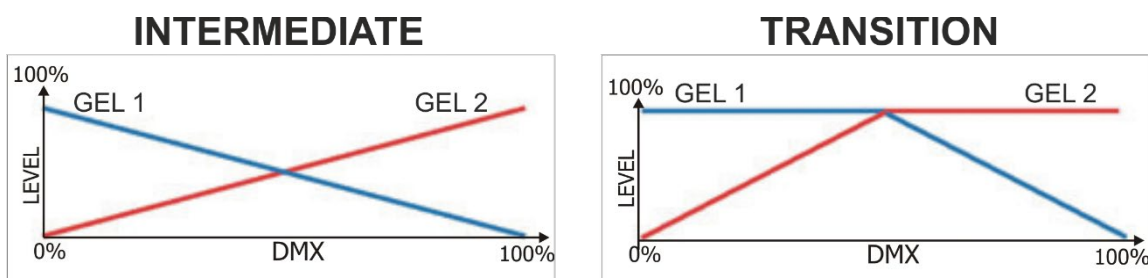 INTERMEDIATE
100%
GEL 1
GEL 2
LEVEL
0%
DMX
100%
TRANSITION
100%
GEL 1
GEL 2
LEVEL
0%
DMX
100%